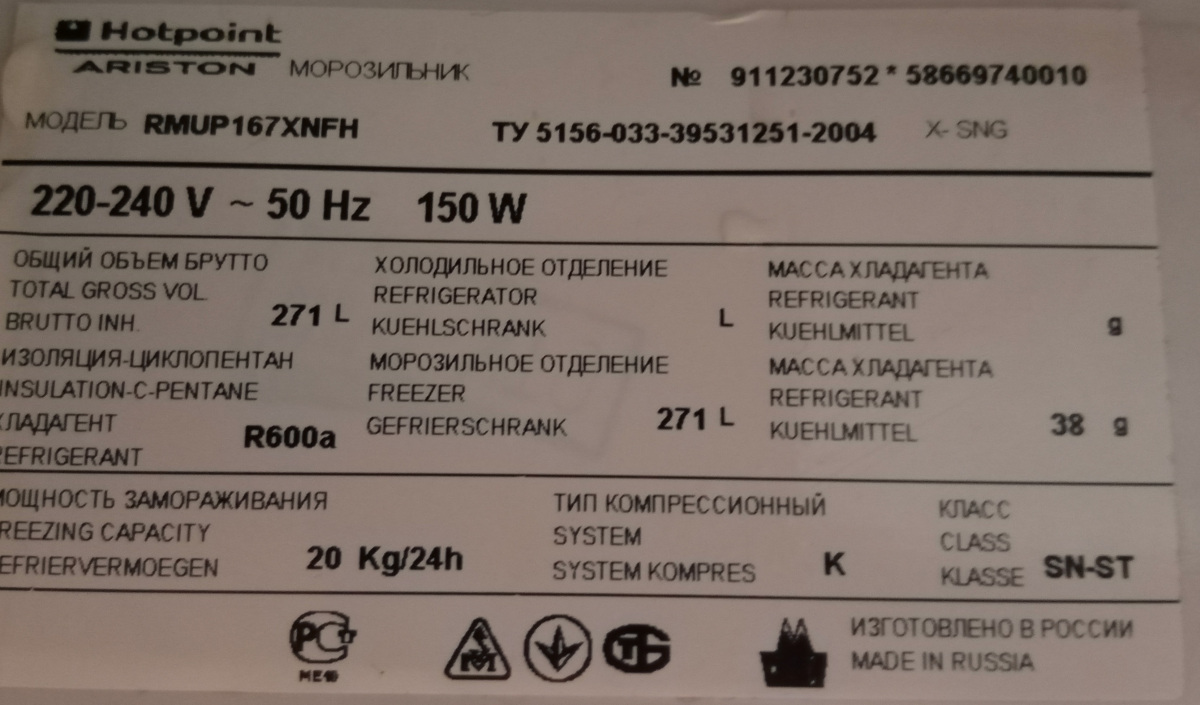 Hotpoint
ARISTON МОРОЗИЛЬНИК
№ 911230752 * 58669740010
МОДЕЛЬ RMUP167XNFH ТУ 5156-033-39531251-2004 X- SNG
220-240 V ~ 50 Hz 150 W
ОБЩИЙ ОБЪЕМ БРУТТО
TOTAL GROSS VOL.
BRUTTO INH. 271 L
ХОЛОДИЛЬНОЕ ОТДЕЛЕНИЕ
REFRIGERATOR
KUEHLSCHRANK L
МАССА ХЛАДАГЕНТА
REFRIGERANT
KUEHLMITTEL g
ИЗОЛЯЦИЯ-ЦИКЛОПЕНТАН
INSULATION-C-PENTANE
ХЛАДАГЕНТ
REFRIGERANT R600a
МОРОЗИЛЬНОЕ ОТДЕЛЕНИЕ
FREEZER
GEFRIERSCHRANK 271 L
МАССА ХЛАДАГЕНТА
REFRIGERANT
KUEHLMITTEL 38 g
МОЩНОСТЬ ЗАМОРАЖИВАНИЯ
FREEZING CAPACITY
GEFRIERVERMOEGEN 20 Kg/24h
ТИП КОМПРЕССИОННЫЙ
SYSTEM
SYSTEM KOMPRES K
КЛАСС
CLASS
KLASSE SN-ST
ИЗГОТОВЛЕНО В РОССИИ
MADE IN RUSSIA